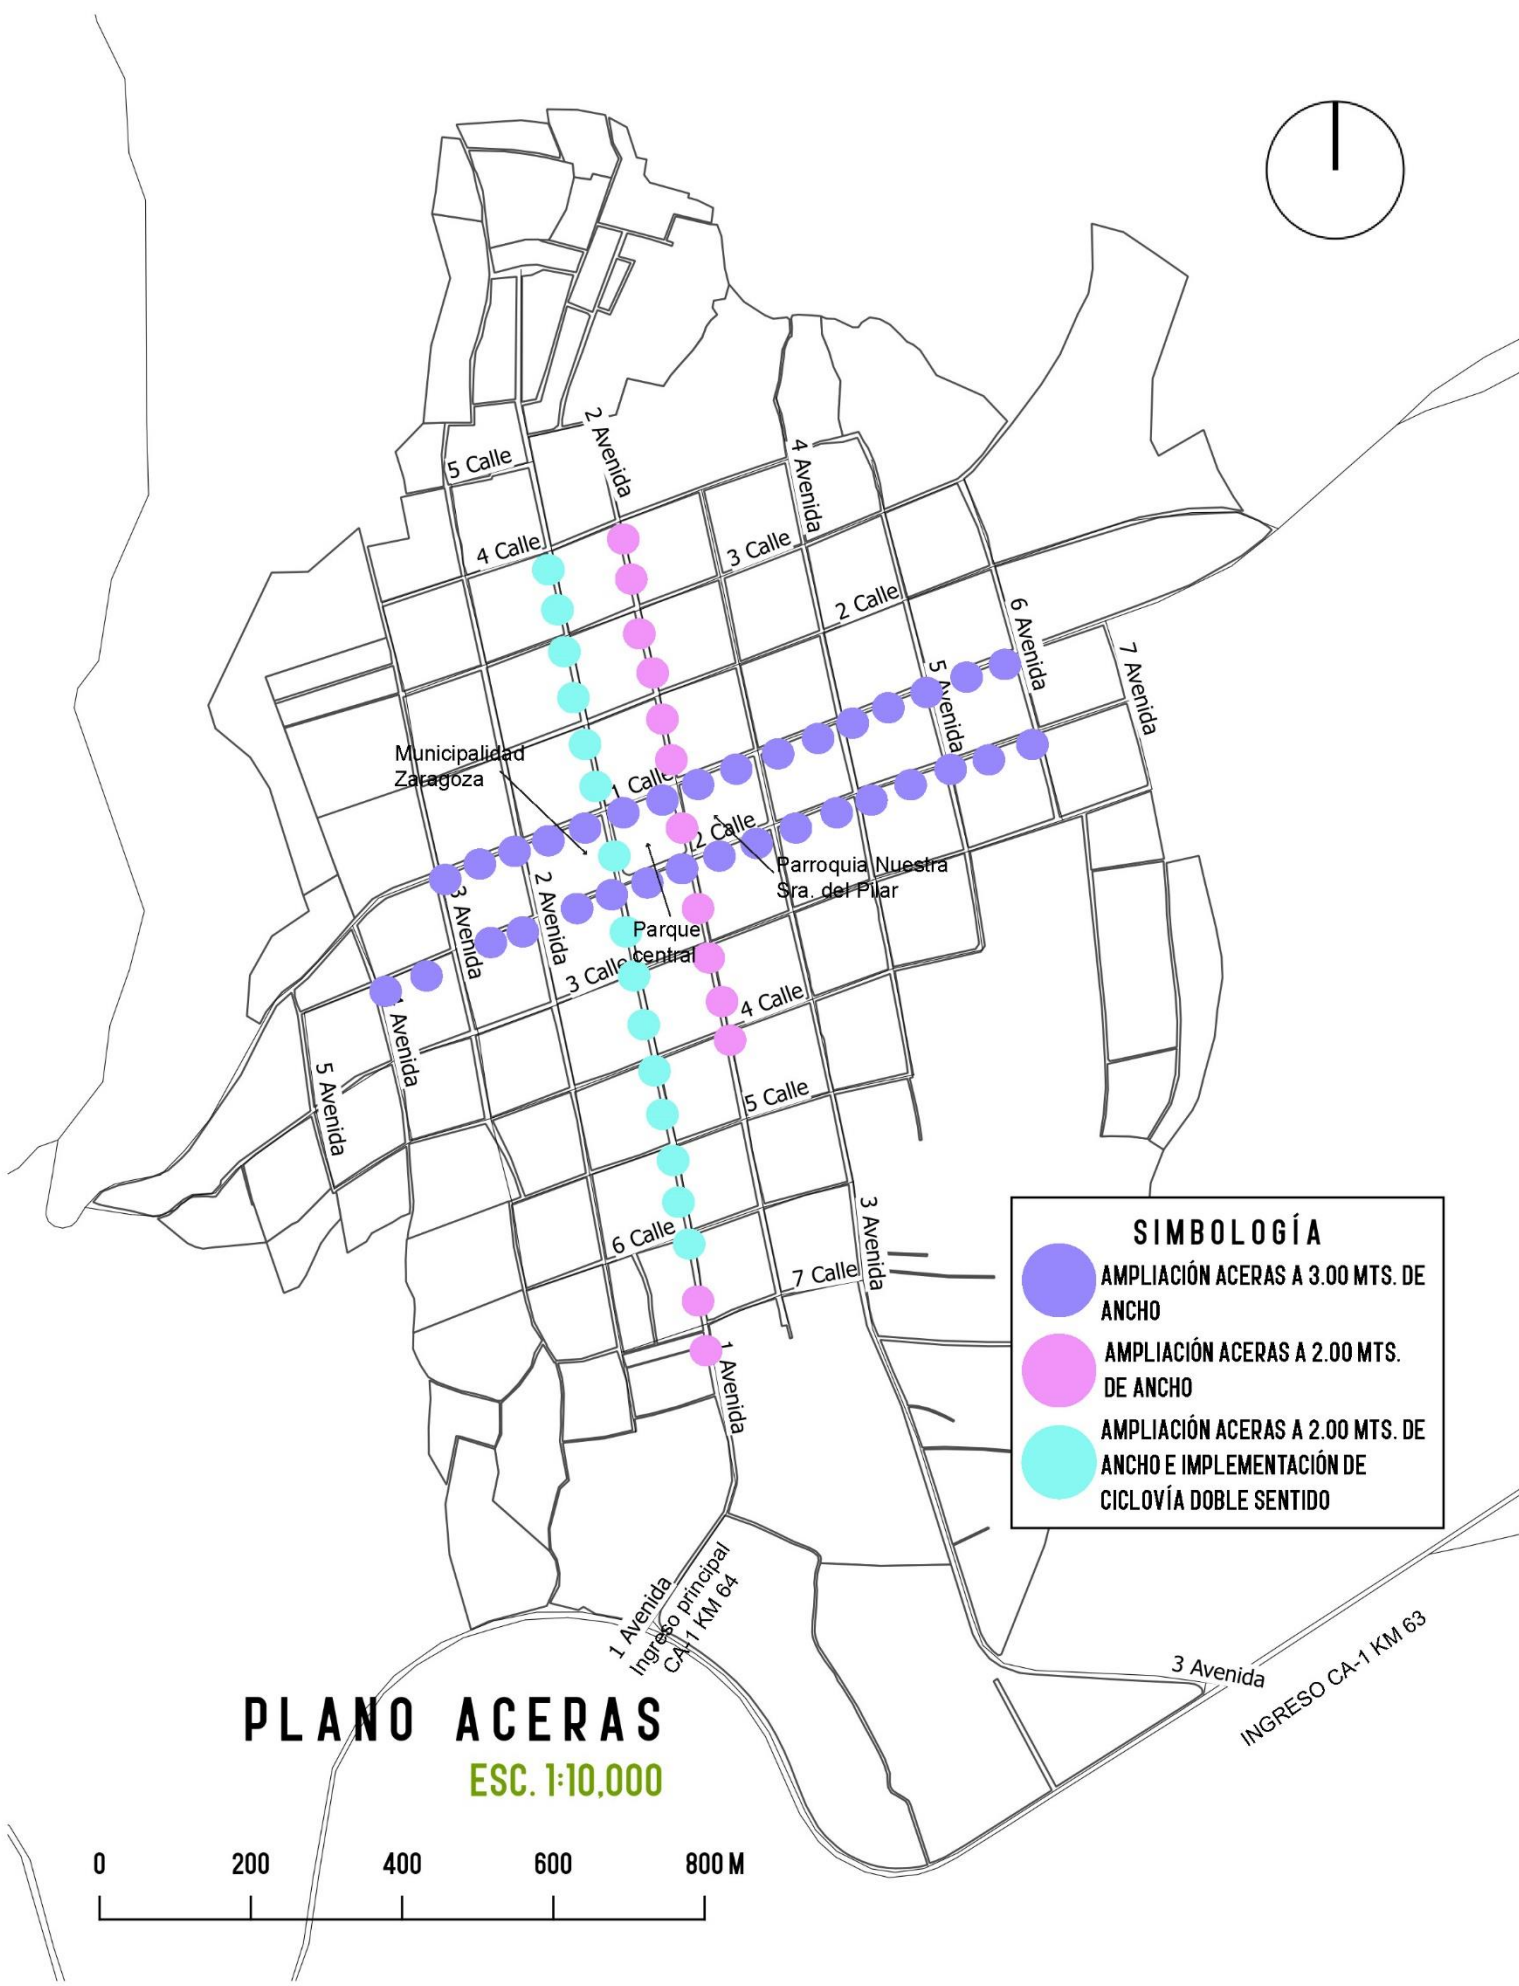 2 Avenida
4 Avenida
5 Calle
4 Calle
3 Calle
2 Calle
6 Avenida
7 Avenida
5 Avenida
Municipalidad
Zaragoza
1 Calle
2 Calle
Parroquia Nuestra
Sra. del Pilar
3 Avenida
2 Avenida
Parque
central
3 Calle
4 Calle
Avenida
5 Avenida
5 Calle
6 Calle
7 Calle
3 Avenida
1 Avenida
SIMBOLOGÍA
AMPLIACIÓN ACERAS A 3.00 MTS. DE
ANCHO
AMPLIACIÓN ACERAS A 2.00 MTS.
DE ANCHO
AMPLIACIÓN ACERAS A 2.00 MTS. DE
ANCHO E IMPLEMENTACIÓN DE
CICLOVÍA DOBLE SENTIDO
1 Avenida
Ingreso principal
CA-1 KM 64
3 Avenida
INGRESO CA-1 KM 63
PLANO ACERAS
ESC. 1:10,000
0 200 400 600 800 M